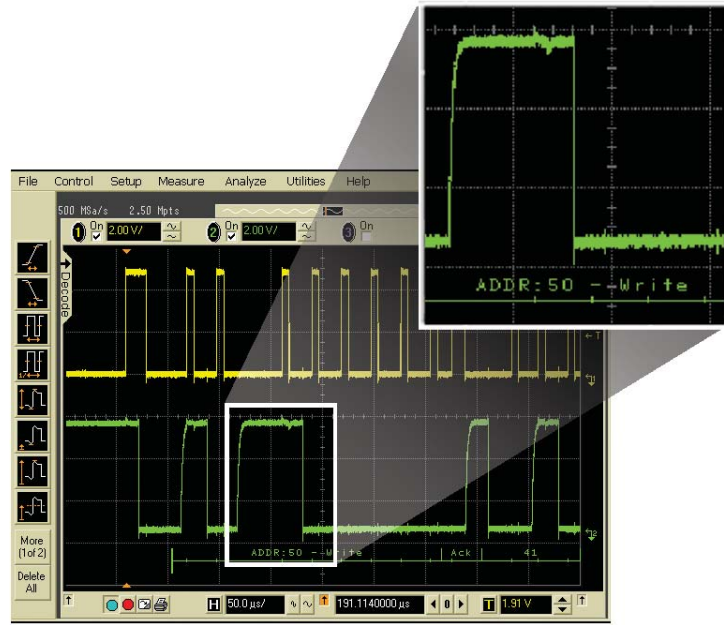 ADDR:50 - Write
File Control Setup Measure Analyze Utilities Help
500 MSa/s 2.50 Mpts
1 On 2.00 V/ 2 On 2.00 V/ 3 On
Decode
T
1
2
ADDR:50 - Write Ack 41
More
(1of 2)
Delete
All
H 50.0 µs/ 191.1140000 µs 0 T 1.91 V